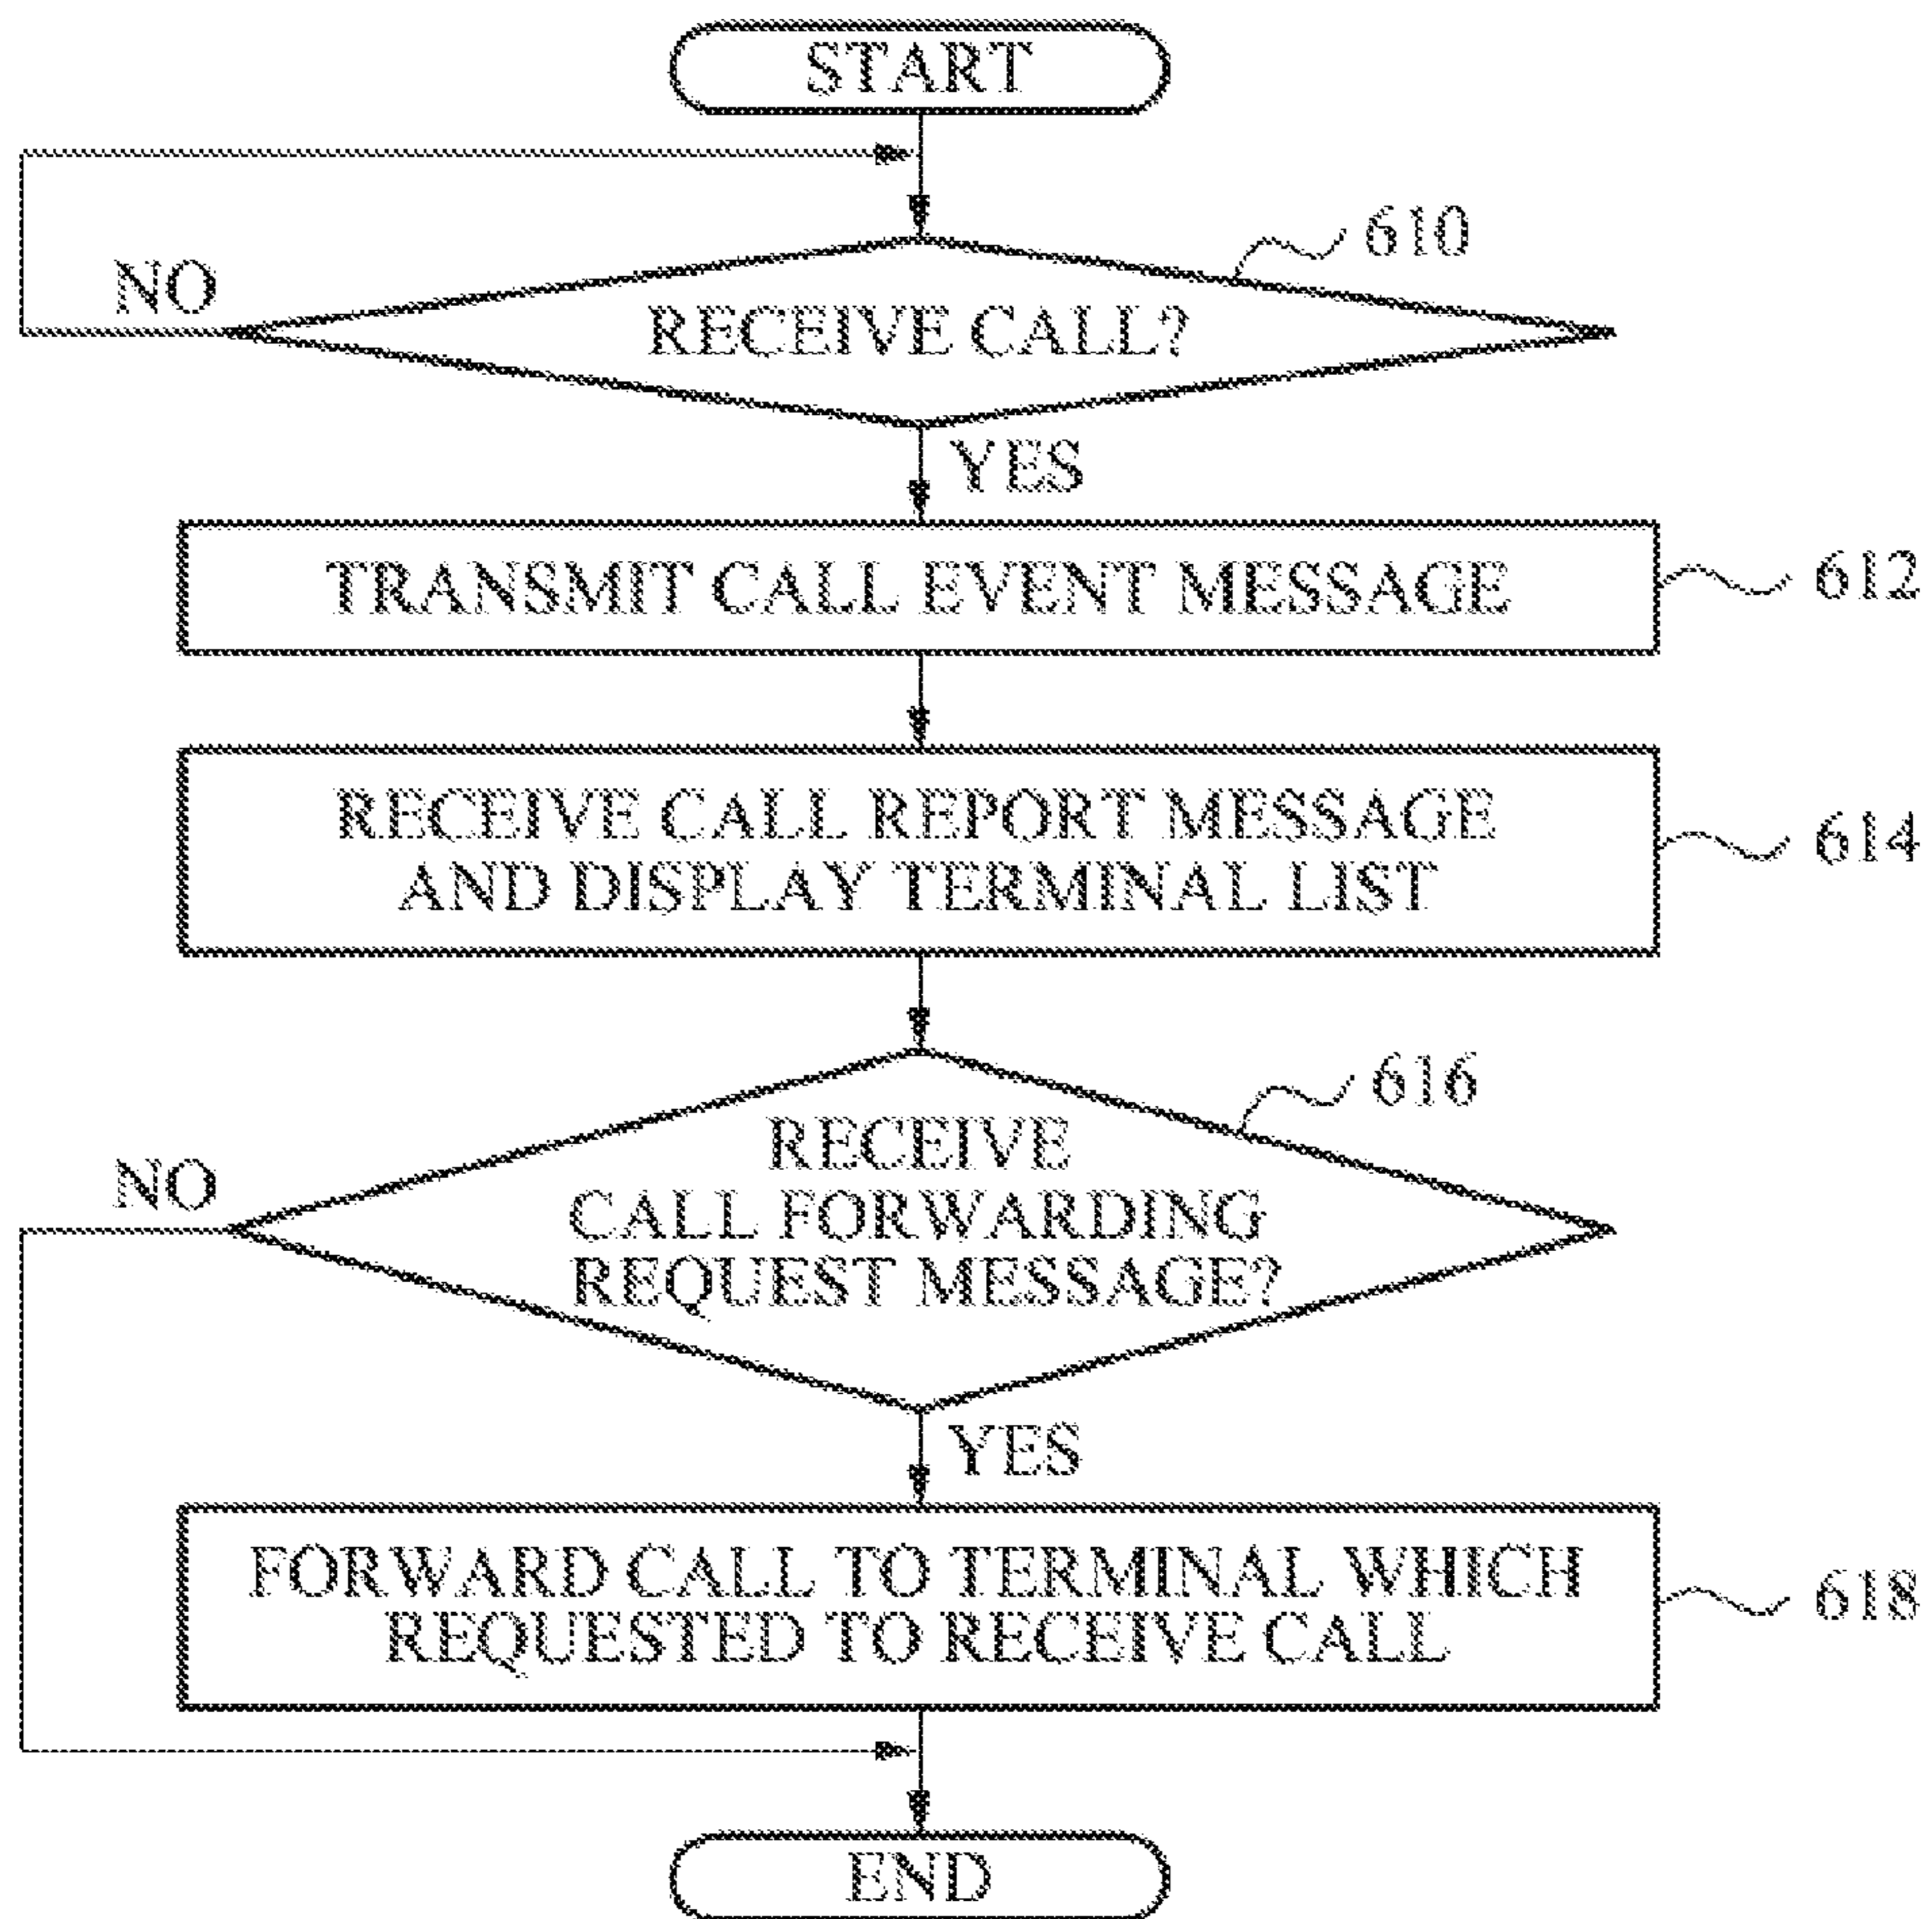 START
610
NO
RECEIVE CALL?
YES
TRANSMIT CALL EVENT MESSAGE
612
RECEIVE CALL REPORT MESSAGE
AND DISPLAY TERMINAL LIST
614
616
RECEIVE
CALL FORWARDING
REQUEST MESSAGE?
NO
YES
FORWARD CALL TO TERMINAL WHICH
REQUESTED TO RECEIVE CALL
618
END